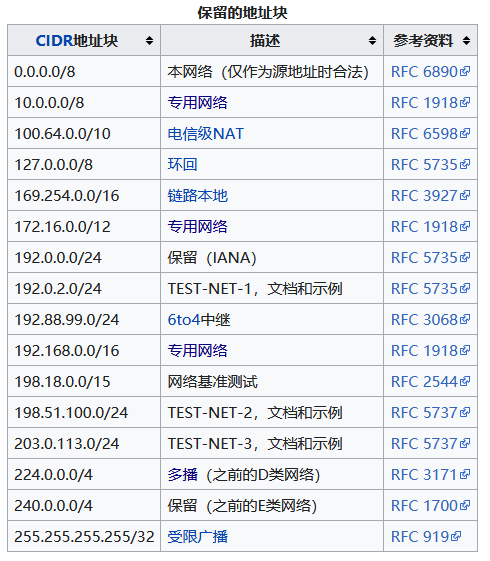 保留的地址块
CIDR地址块 描述 参考资料
0.0.0.0/8 本网络（仅作为源地址时合法） RFC 6890
10.0.0.0/8 专用网络 RFC 1918
100.64.0.0/10 电信级NAT RFC 6598
127.0.0.0/8 环回 RFC 5735
169.254.0.0/16 链路本地 RFC 3927
172.16.0.0/12 专用网络 RFC 1918
192.0.0.0/24 保留（IANA） RFC 5735
192.0.2.0/24 TEST-NET-1，文档和示例 RFC 5735
192.88.99.0/24 6to4中继 RFC 3068
192.168.0.0/16 专用网络 RFC 1918
198.18.0.0/15 网络基准测试 RFC 2544
198.51.100.0/24 TEST-NET-2，文档和示例 RFC 5737
203.0.113.0/24 TEST-NET-3，文档和示例 RFC 5737
224.0.0.0/4 多播（之前的D类网络） RFC 3171
240.0.0.0/4 保留（之前的E类网络） RFC 1700
255.255.255.255/32 受限广播 RFC 919